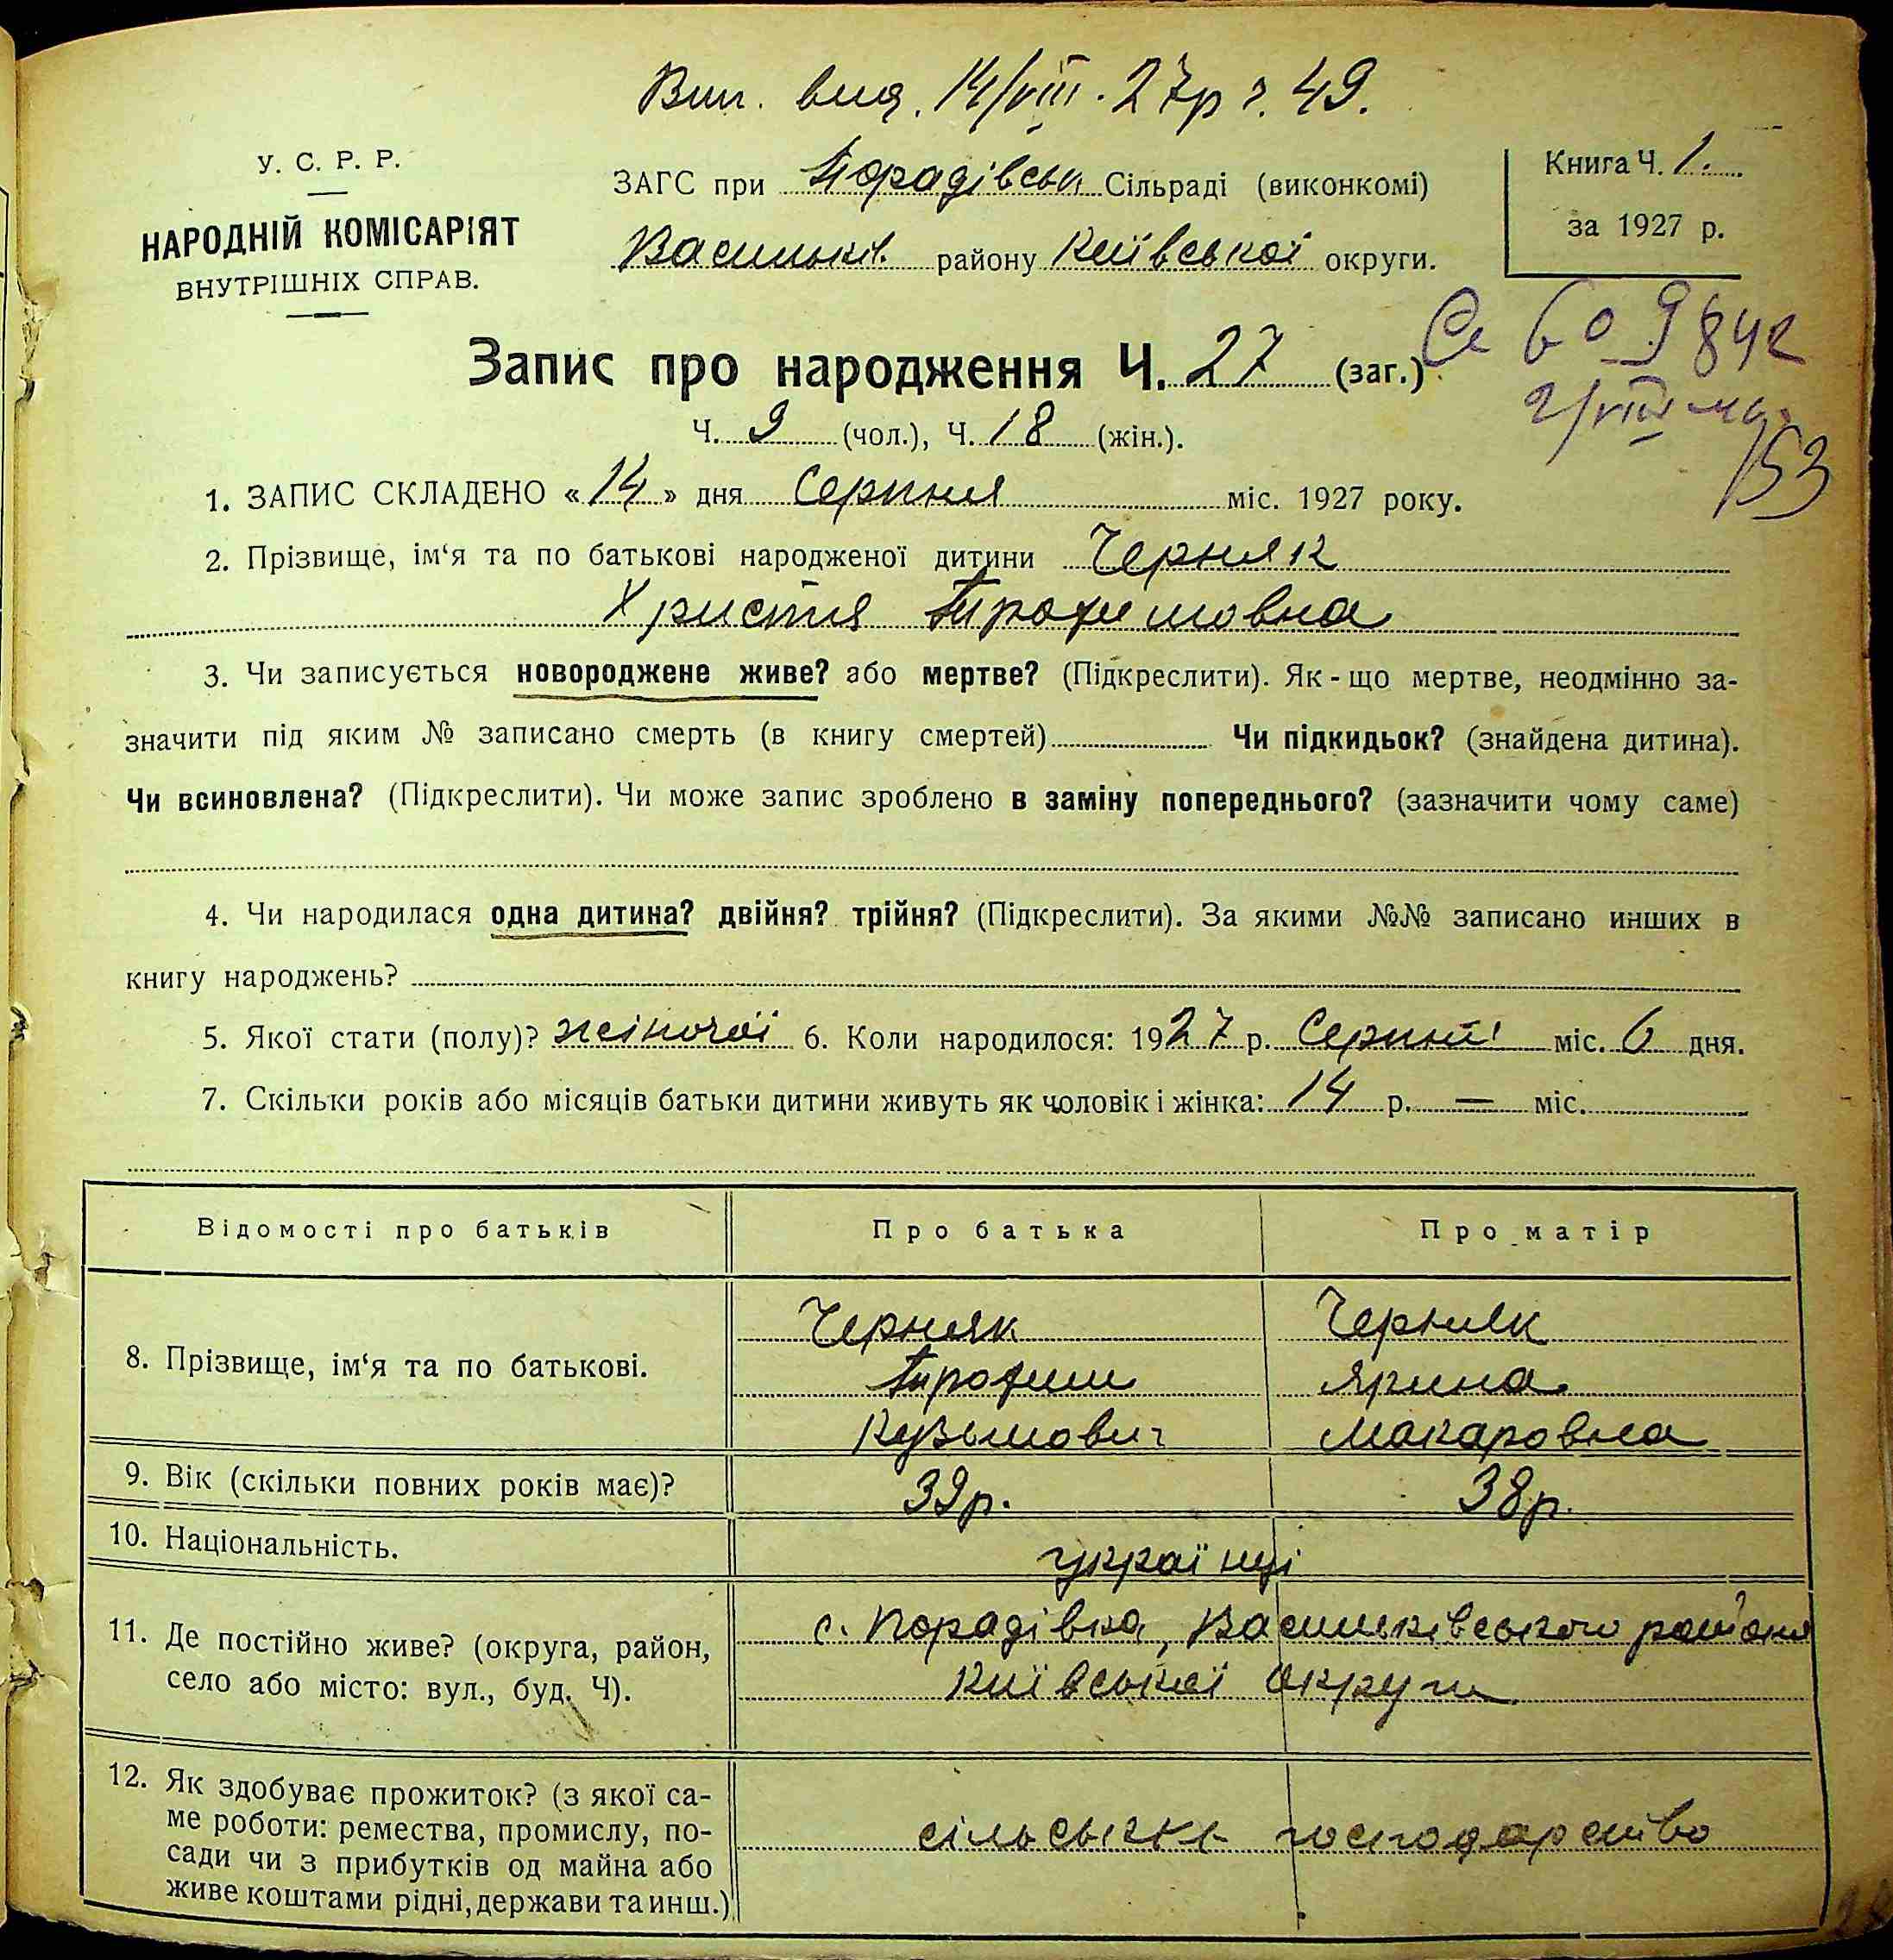 Вип. вид. 14/VIII. 27р ч. 49.
У. С. Р. Р.
НАРОДНІЙ КОМІСАРІЯТ
ВНУТРІШНІХ СПРАВ.
ЗАГС при Порадівськ Сільраді (виконкомі)
Васильків. району Київської округи.
Книга Ч. 1.
за 1927 р.
Запис про народження Ч. 27 (заг.)
Ч. 9 (чол.), Ч. 18 (жін.).
153
1. ЗАПИС СКЛАДЕНО «14» дня Серпня міс. 1927 року.
2. Прізвище, ім‘я та по батькові народженої дитини Черняк
Христя Трофимовна
3. Чи записується новороджене живе? або мертве? (Підкреслити). Як-що мертве, неодмінно за-
значити під яким № записано смерть (в книгу смертей) Чи підкидьок? (знайдена дитина).
Чи всиновлена? (Підкреслити). Чи може запис зроблено в заміну попереднього? (зазначити чому саме)
4. Чи народилася одна дитина? двійня? трійня? (Підкреслити). За якими №№ записано инших в
книгу народжень?
5. Якої стати (полу)? жіночої 6. Коли народилося: 1927 р. Серпня міс. 6 дня.
7. Скільки років або місяців батьки дитини живуть як чоловік і жінка: 14 р. — міс.
Відомості про батьків Про батька Про матір
8. Прізвище, ім‘я та по батькові.
Черняк Черняк
Трофим Ярина
Кузьмович Макаровна
9. Вік (скільки повних років має)? 39р. 38р.
10. Національність. українці
11. Де постійно живе? (округа, район,
село або місто: вул., буд. Ч).
с. Порадівка, Васильківського району
Київської округи
12. Як здобуває прожиток? (з якої са-
ме роботи: ремества, промислу, по-
сади чи з прибутків од майна або
живе коштами рідні, держави та инш.)
сільське господарство